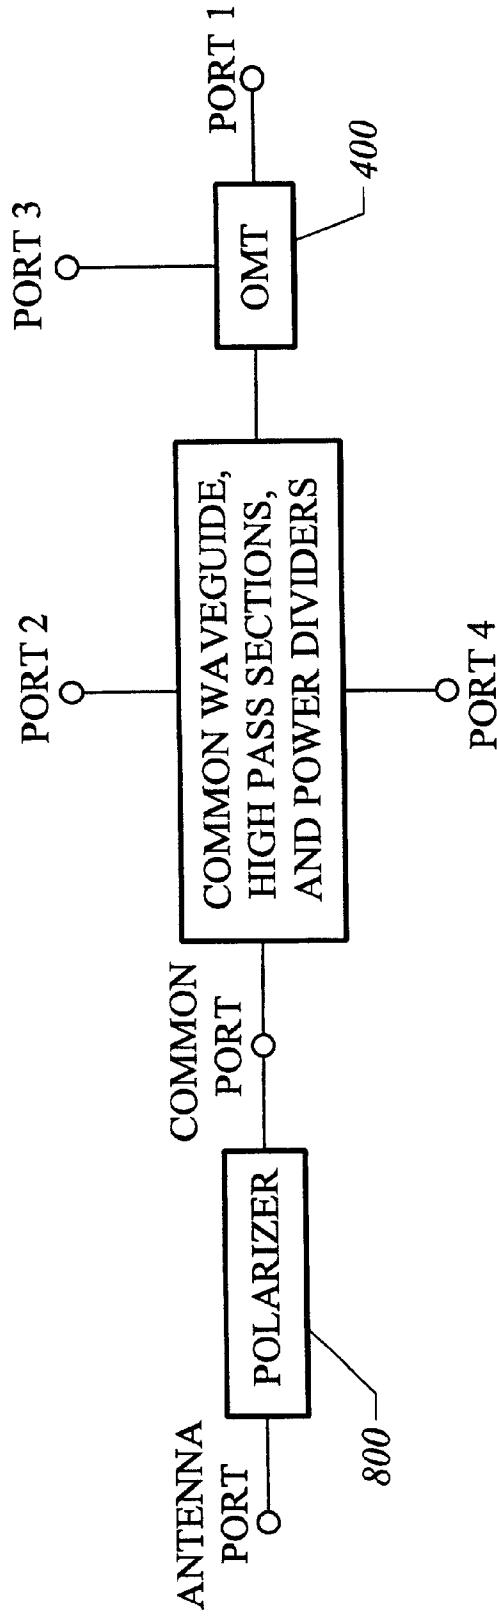 ANTENNA
PORT
POLARIZER
800
COMMON
PORT
PORT 2
COMMON WAVEGUIDE,
HIGH PASS SECTIONS,
AND POWER DIVIDERS
PORT 4
PORT 3
OMT
400
PORT 1